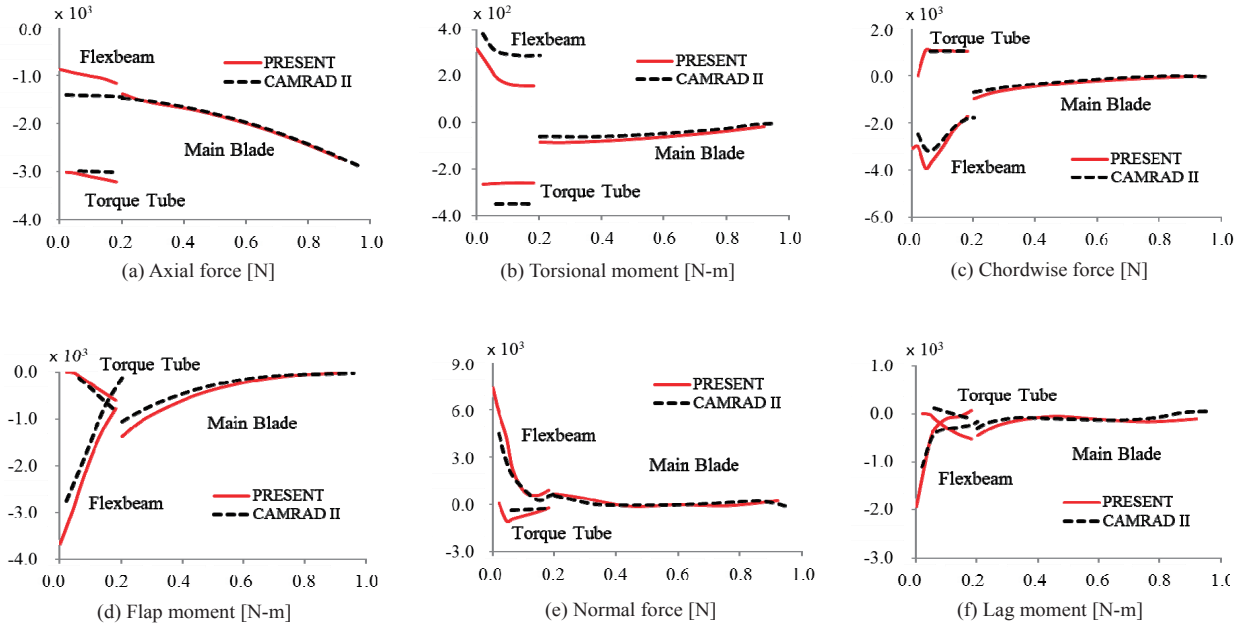 x 10³
0.0
-1.0
-2.0
-3.0
-4.0
Flexbeam
PRESENT
CAMRAD II
Main Blade
Torque Tube
0.0 0.2 0.4 0.6 0.8 1.0
(a) Axial force [N]
x 10²
4.0
2.0
0.0
-2.0
-4.0
Flexbeam
PRESENT
CAMRAD II
Main Blade
Torque Tube
0.0 0.2 0.4 0.6 0.8 1.0
(b) Torsional moment [N-m]
x 10³
2.0
0.0
-2.0
-4.0
-6.0
Torque Tube
Main Blade
PRESENT
CAMRAD II
Flexbeam
0.0 0.2 0.4 0.6 0.8 1.0
(c) Chordwise force [N]
x 10³
0.0
-1.0
-2.0
-3.0
-4.0
Torque Tube
Main Blade
Flexbeam
PRESENT
CAMRAD II
0.0 0.2 0.4 0.6 0.8 1.0
(d) Flap moment [N-m]
x 10³
9.0
6.0
3.0
0.0
-3.0
PRESENT
CAMRAD II
Flexbeam
Main Blade
Torque Tube
0.0 0.2 0.4 0.6 0.8 1.0
(e) Normal force [N]
x 10³
1.0
0.0
-1.0
-2.0
-3.0
Torque Tube
Main Blade
Flexbeam
PRESENT
CAMRAD II
0.0 0.2 0.4 0.6 0.8 1.0
(f) Lag moment [N-m]